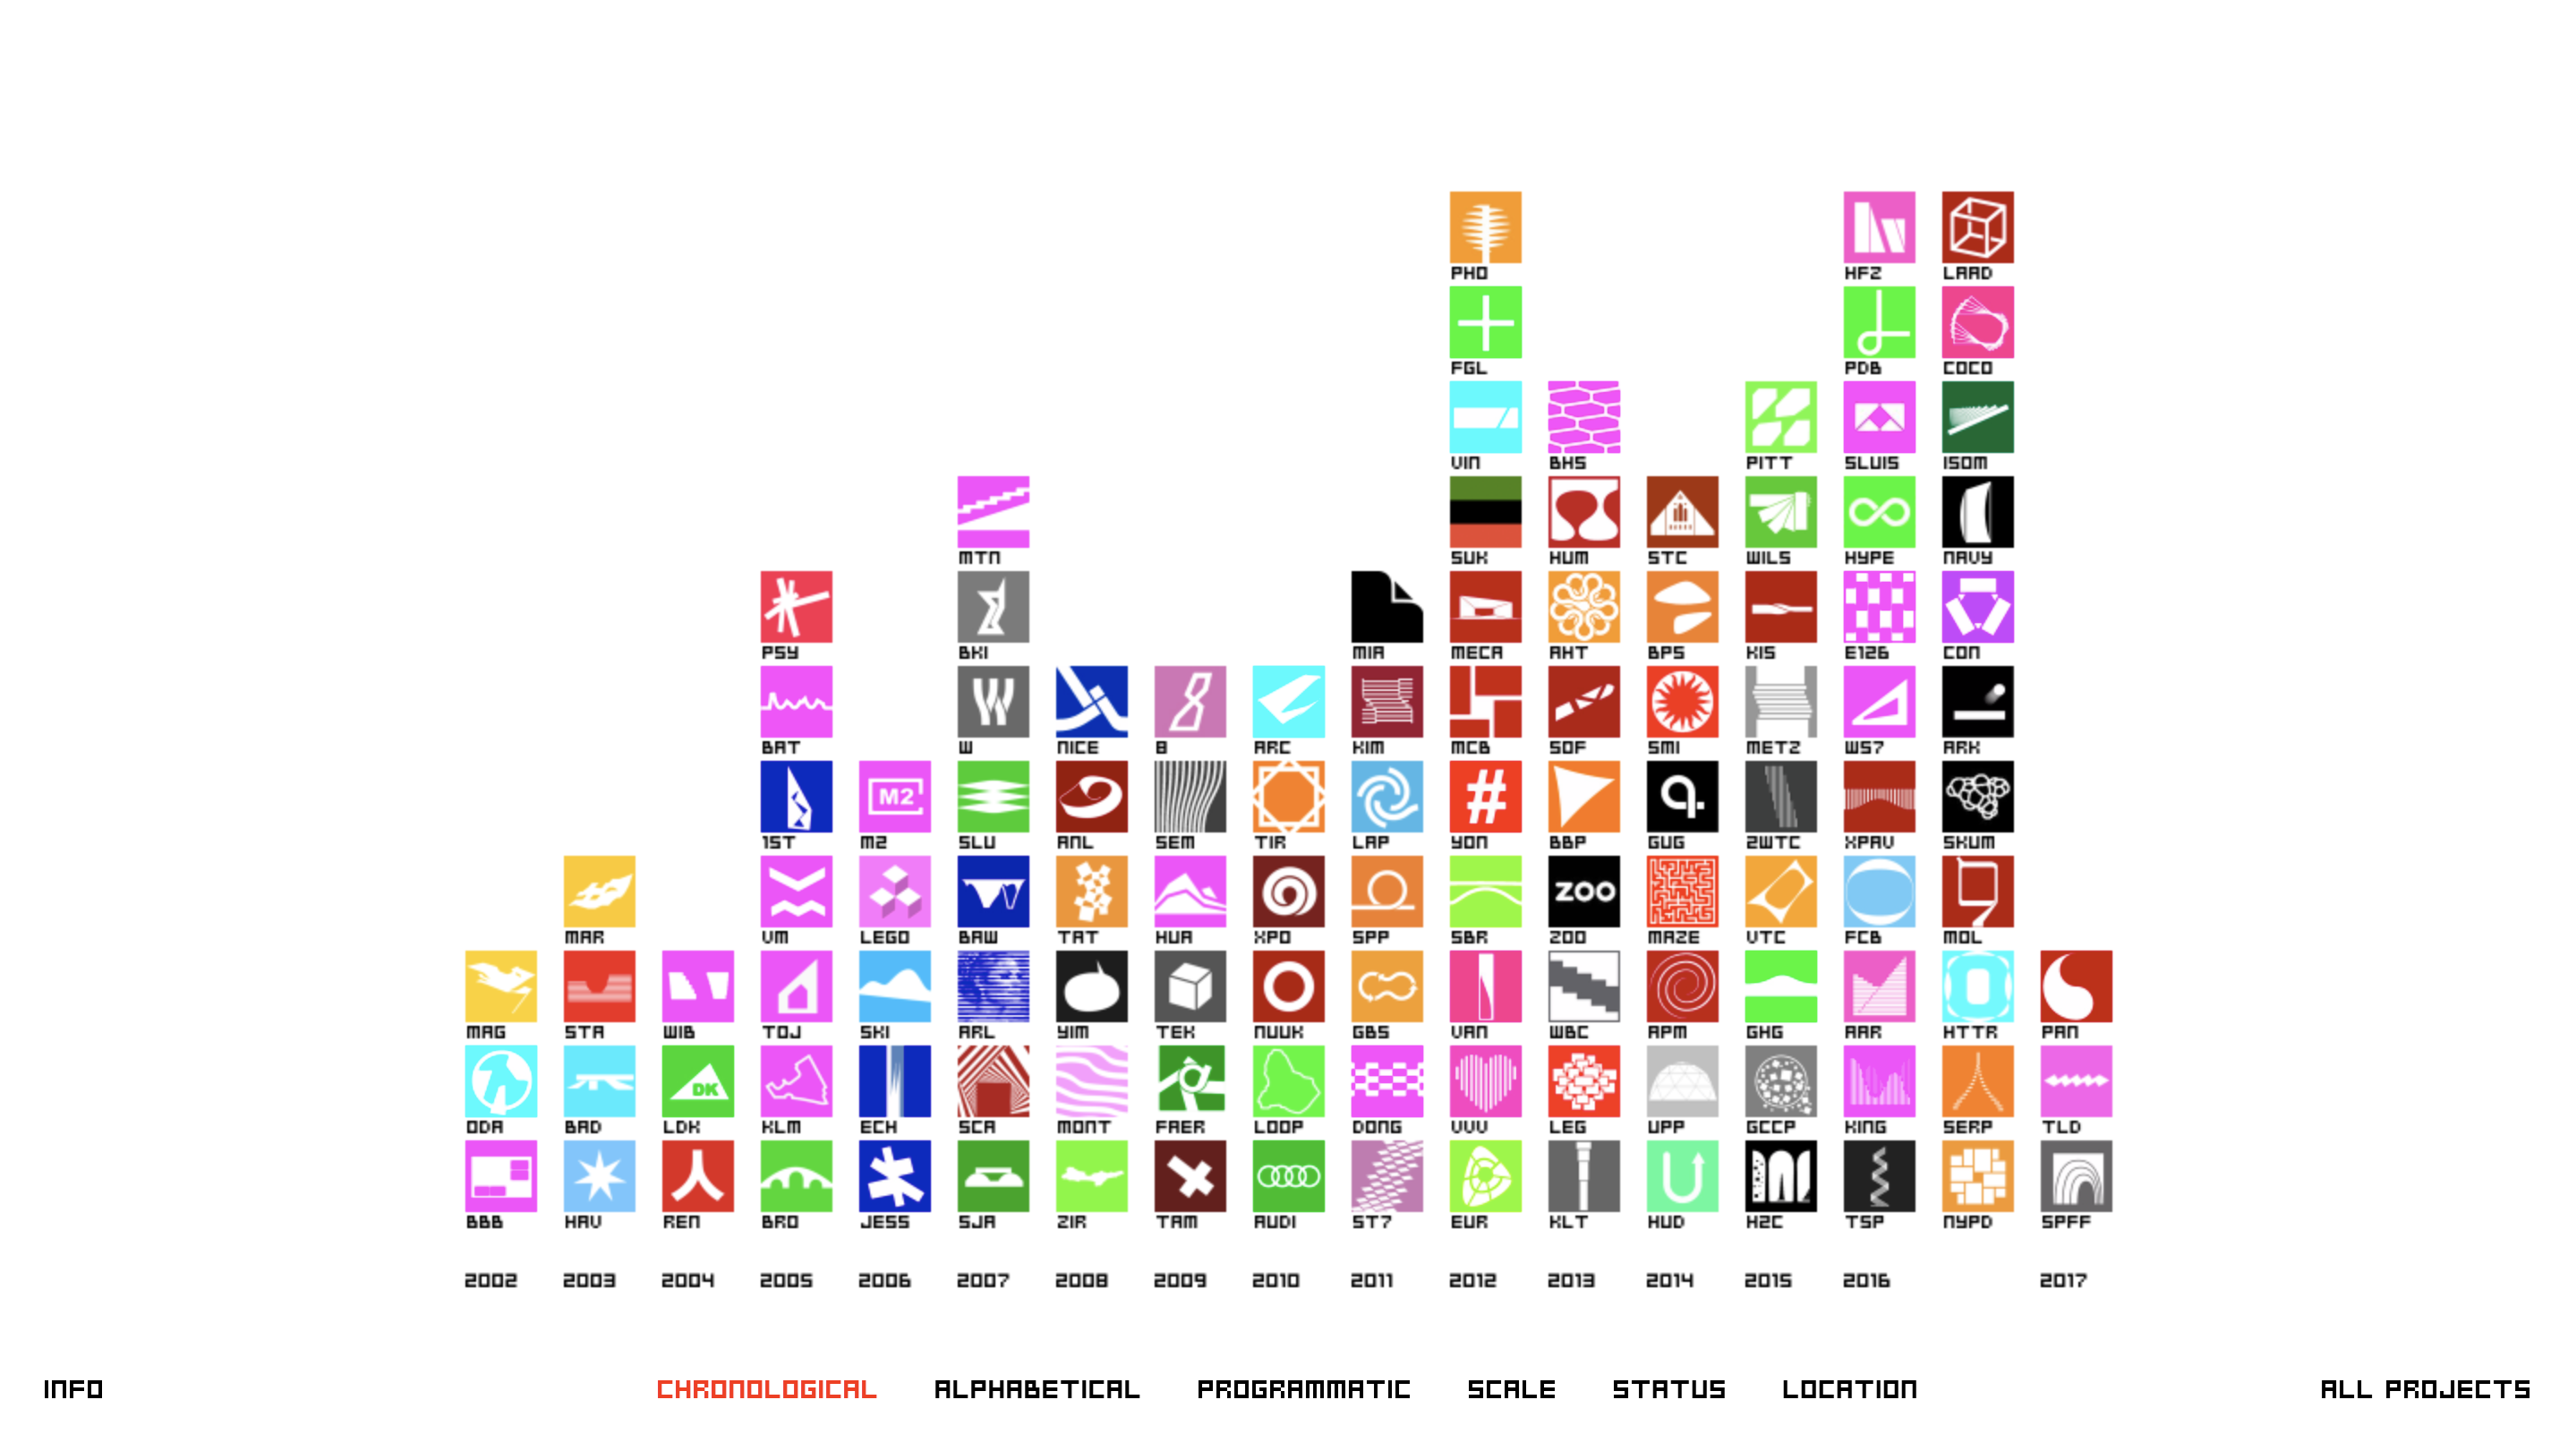 PHO HFZ LAAD
FGL PDB COCO
VIN BHS PITT SLUIS ISOM
MTN SUK HUM STC WILS HYPE NAVY
PSY BKI MIA MECA AHT BPS KIS E126 CON
BAT W NICE 8 ARC KIM MCB SOF SMI METZ WS7 ARK
M2
#
1ST M2 SLU ANL SEM TIR LAP YON BBP GUG 2WTC XPAV SKUM
ZOO
MAR VM LEGO BAW TAT HUA XPO SPP SBR ZOO MAZE VTC FCB MOL
MAG STA WIB TOJ SKI ARL YIM TEK NUUK GBS VAN WBC APM GHG AAR HTTR PAN
DK
ODA BAD LDK KLM ECH SCA MONT FAER LOOP DONG VVV LEG UPP GCCP KING SERP TLD
BBB HAV REN BRO JESS SJA ZIR TAM AUDI ST7 EUR KLT HUD H2C TSP NYPD SPFF
2002 2003 2004 2005 2006 2007 2008 2009 2010 2011 2012 2013 2014 2015 2016 2017
INFO CHRONOLOGICAL ALPHABETICAL PROGRAMMATIC SCALE STATUS LOCATION ALL PROJECTS